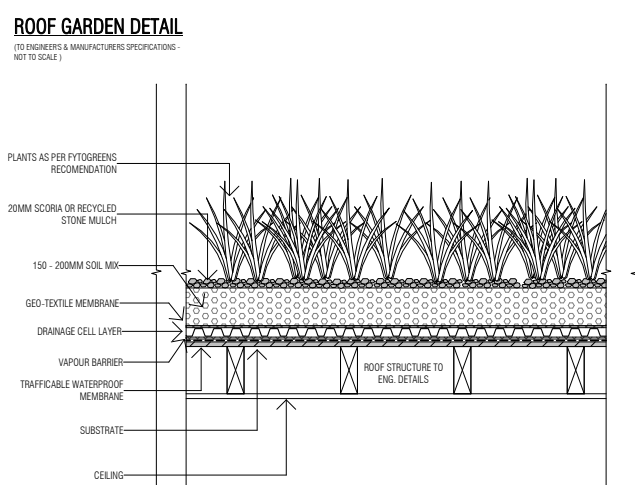 ROOF GARDEN DETAIL
(TO ENGINEERS & MANUFACTURERS SPECIFICATIONS -
NOT TO SCALE )
PLANTS AS PER FYTOGREENS
RECOMENDATION
20MM SCORIA OR RECYCLED
STONE MULCH
150 - 200MM SOIL MIX
GEO-TEXTILE MEMBRANE
DRAINAGE CELL LAYER
VAPOUR BARRIER
TRAFFICABLE WATERPROOF
MEMBRANE
SUBSTRATE
CEILING
ROOF STRUCTURE TO
ENG. DETAILS